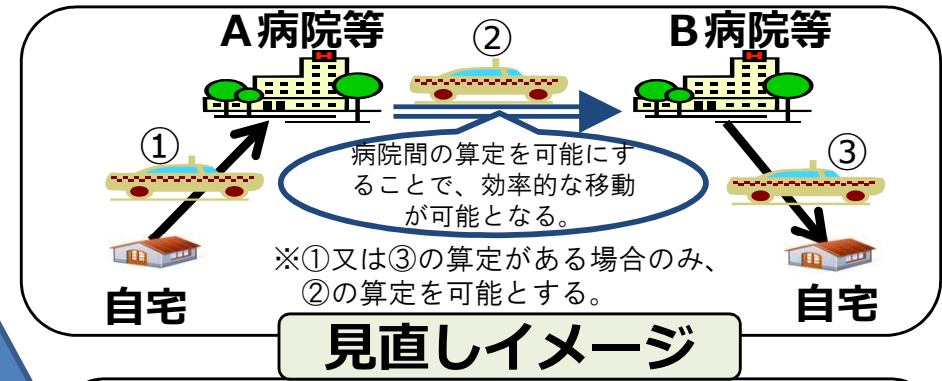 A病院等
②
B病院等
①
③
病院間の算定を可能にす
ることで、効率的な移動
が可能となる。
※①又は③の算定がある場合のみ、
②の算定を可能とする。
自宅
自宅
見直しイメージ